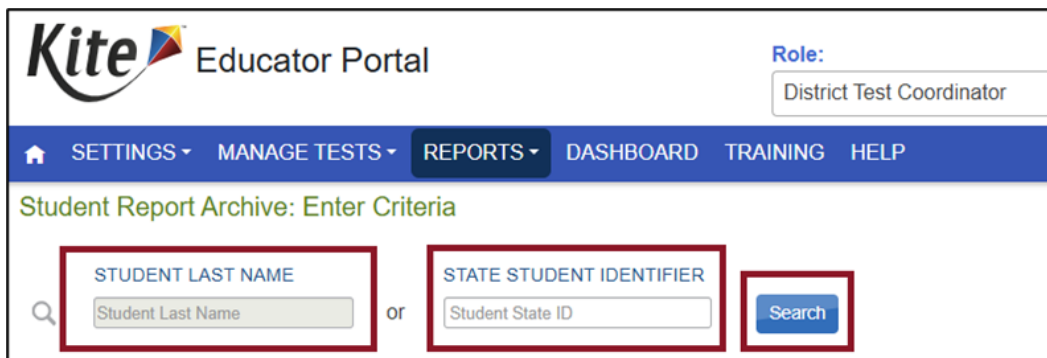 Kite Educator Portal
Role:
District Test Coordinator
SETTINGS MANAGE TESTS REPORTS DASHBOARD TRAINING HELP
Student Report Archive: Enter Criteria
STUDENT LAST NAME STATE STUDENT IDENTIFIER
Student Last Name or Student State ID Search